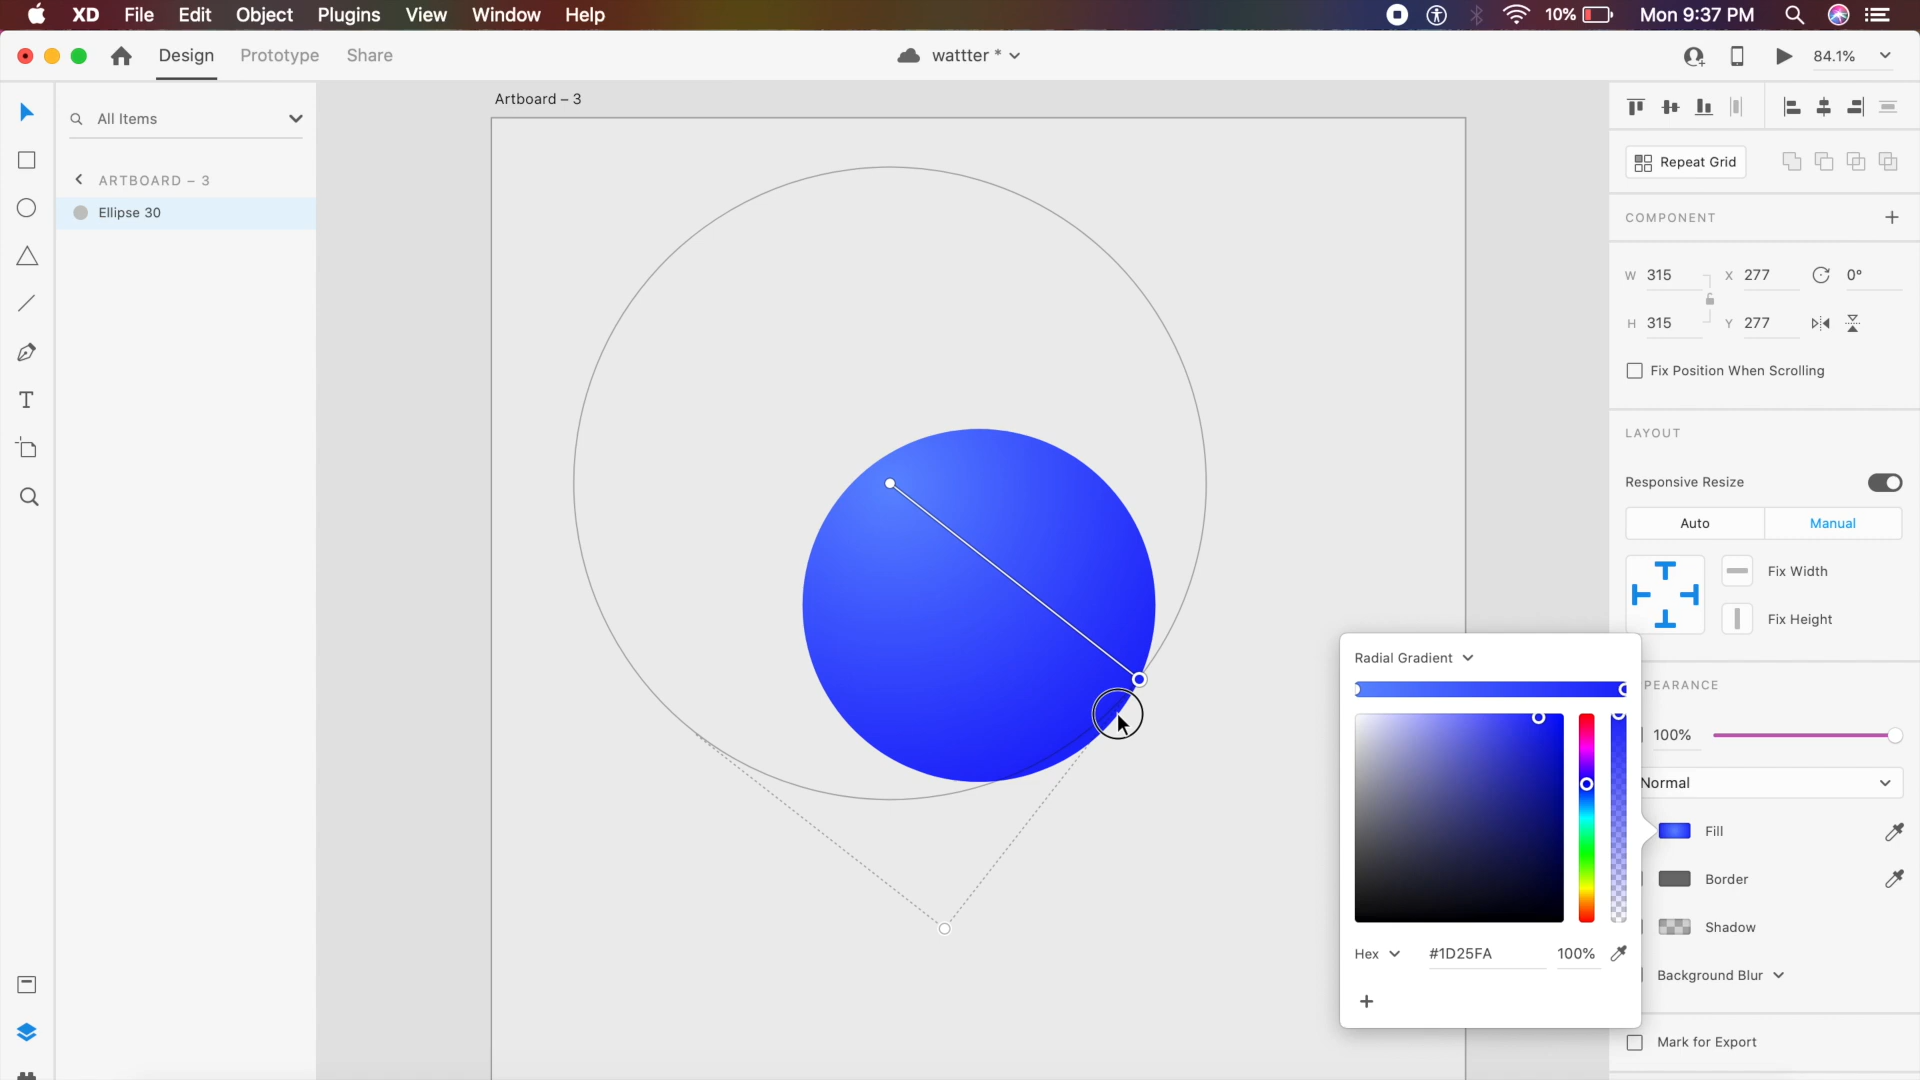 XD File Edit Object Plugins View Window Help 10% Mon 9:37 PM
Design Prototype Share wattter * 84.1%
Artboard – 3
All Items
ARTBOARD – 3
Ellipse 30
T
Repeat Grid
COMPONENT
W 315 X 277 0°
H 315 Y 277
Fix Position When Scrolling
LAYOUT
Responsive Resize
Auto Manual
Fix Width
Fix Height
Radial Gradient
PEARANCE
100%
Normal
Fill
Border
Shadow
Hex #1D25FA 100%
Background Blur
Mark for Export